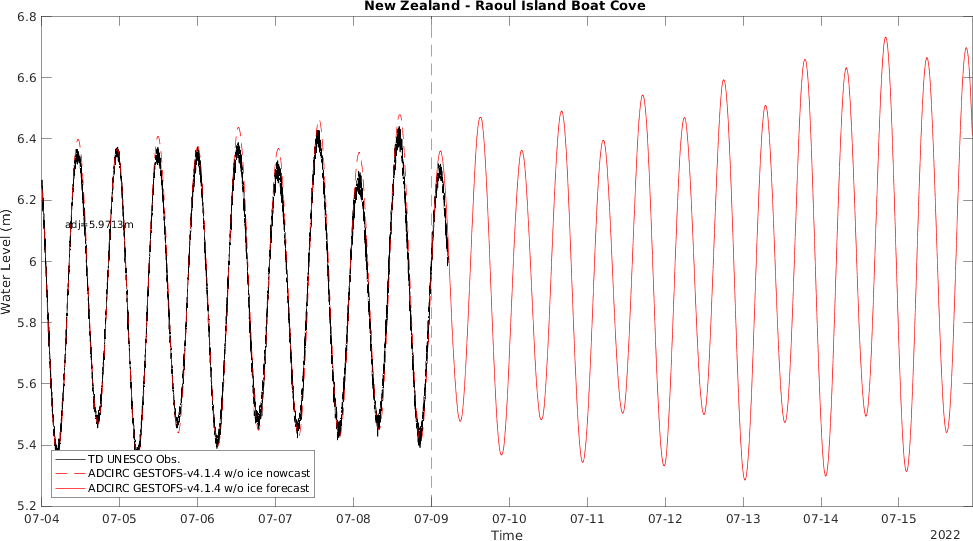 New Zealand - Raoul Island Boat Cove
6.8
6.6
6.4
6.2
6
5.8
5.6
5.4
5.2
Water Level (m)
adj=5.9713m
TD UNESCO Obs.
ADCIRC GESTOFS-v4.1.4 w/o ice nowcast
ADCIRC GESTOFS-v4.1.4 w/o ice forecast
07-04 07-05 07-06 07-07 07-08 07-09 07-10 07-11 07-12 07-13 07-14 07-15
Time
2022